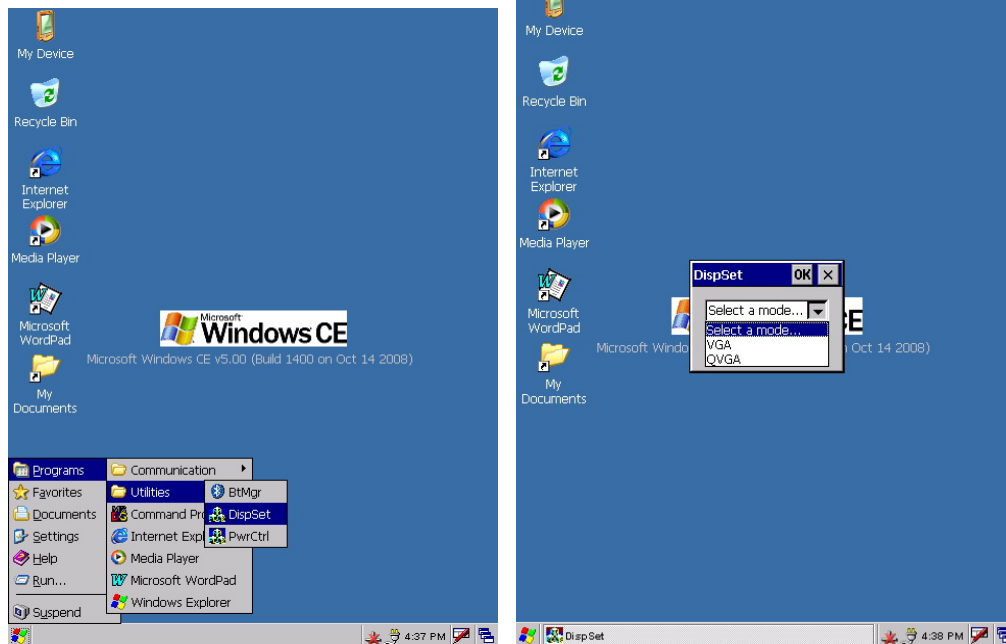 My Device
Recycle Bin
Internet
Explorer
Media Player
Microsoft
WordPad
My
Documents
Microsoft
Windows CE
Microsoft Windows CE v5.00 (Build 1400 on Oct 14 2008)
Programs
Favorites
Documents
Settings
Help
Run...
Suspend
Communication
Utilities
Command Pr
Internet Expl
Media Player
Microsoft WordPad
Windows Explorer
BtMgr
DispSet
PwrCtrl
4:37 PM
My Device
Recycle Bin
Internet
Explorer
Media Player
Microsoft
WordPad
My
Documents
DispSet OK
Select a mode...
Select a mode...
VGA
QVGA
E
Microsoft Windo Oct 14 2008)
DispSet
4:38 PM